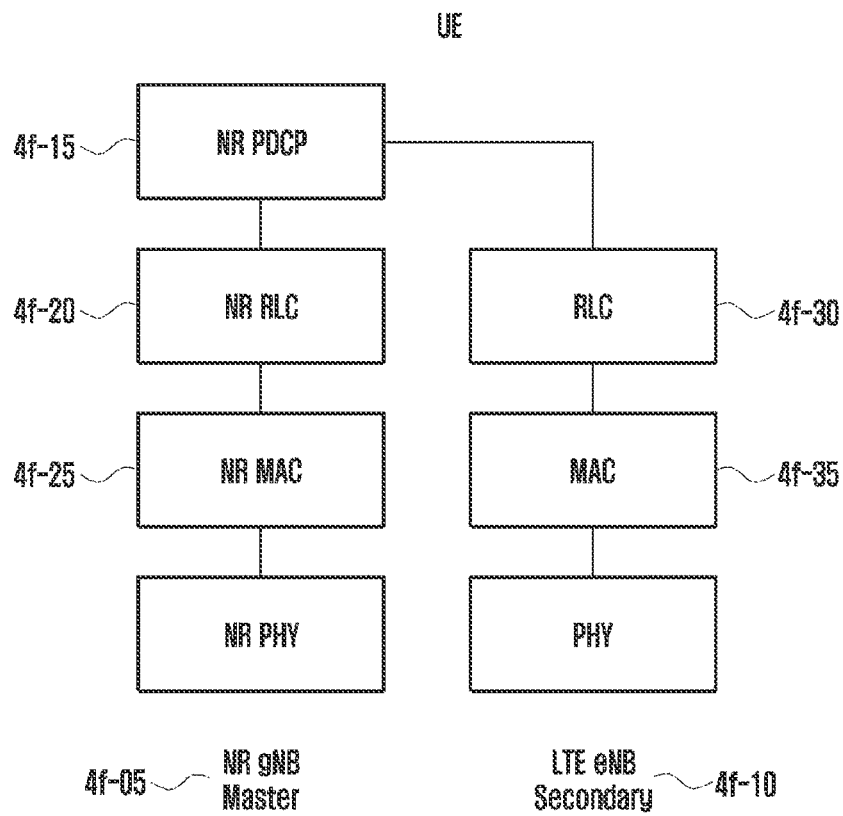 UE
4f-15 NR PDCP
4f-20 NR RLC RLC 4f-30
4f-25 NR MAC MAC 4f-35
NR PHY PHY
4f-05 NR gNB Master LTE eNB Secondary 4f-10